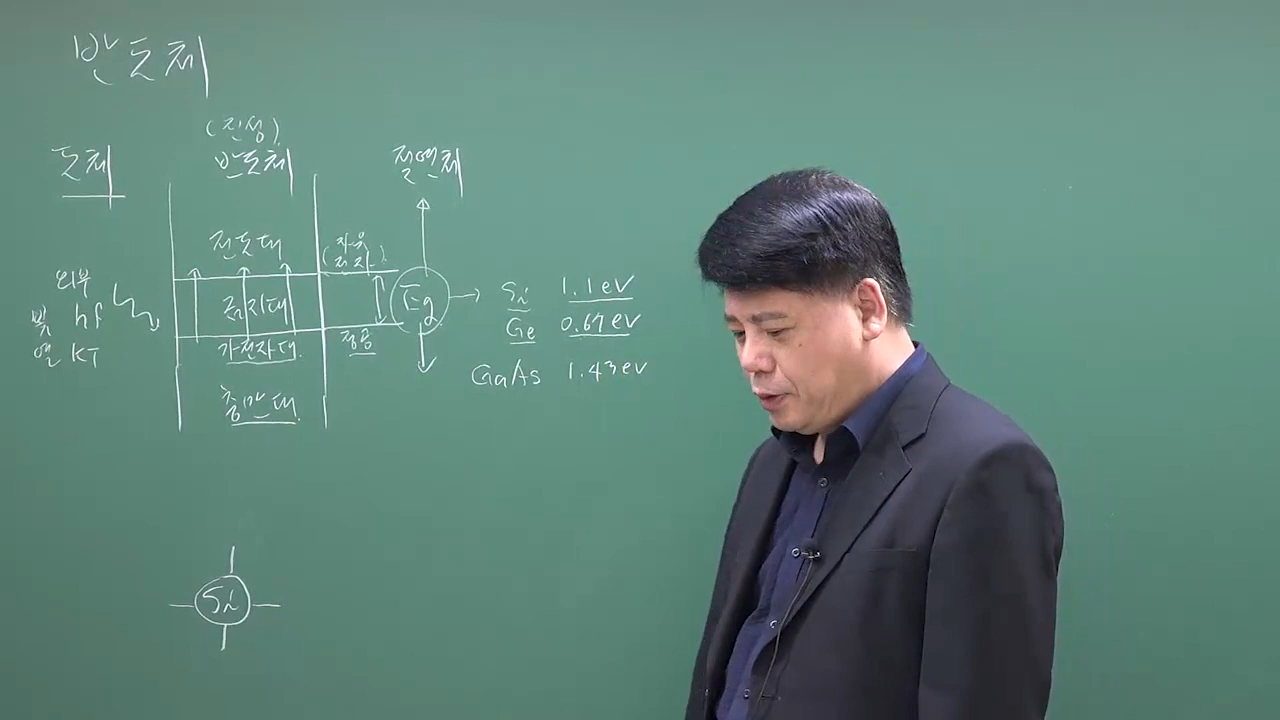 반도체
(진성)
도체
반도체
절연체
전도대
(자유
전자)
외부
빛 hf
열 KT
금지대
Eg
Si 1.1eV
Ge 0.67eV
GaAs 1.43eV
가전자대
정공
충만대
Si